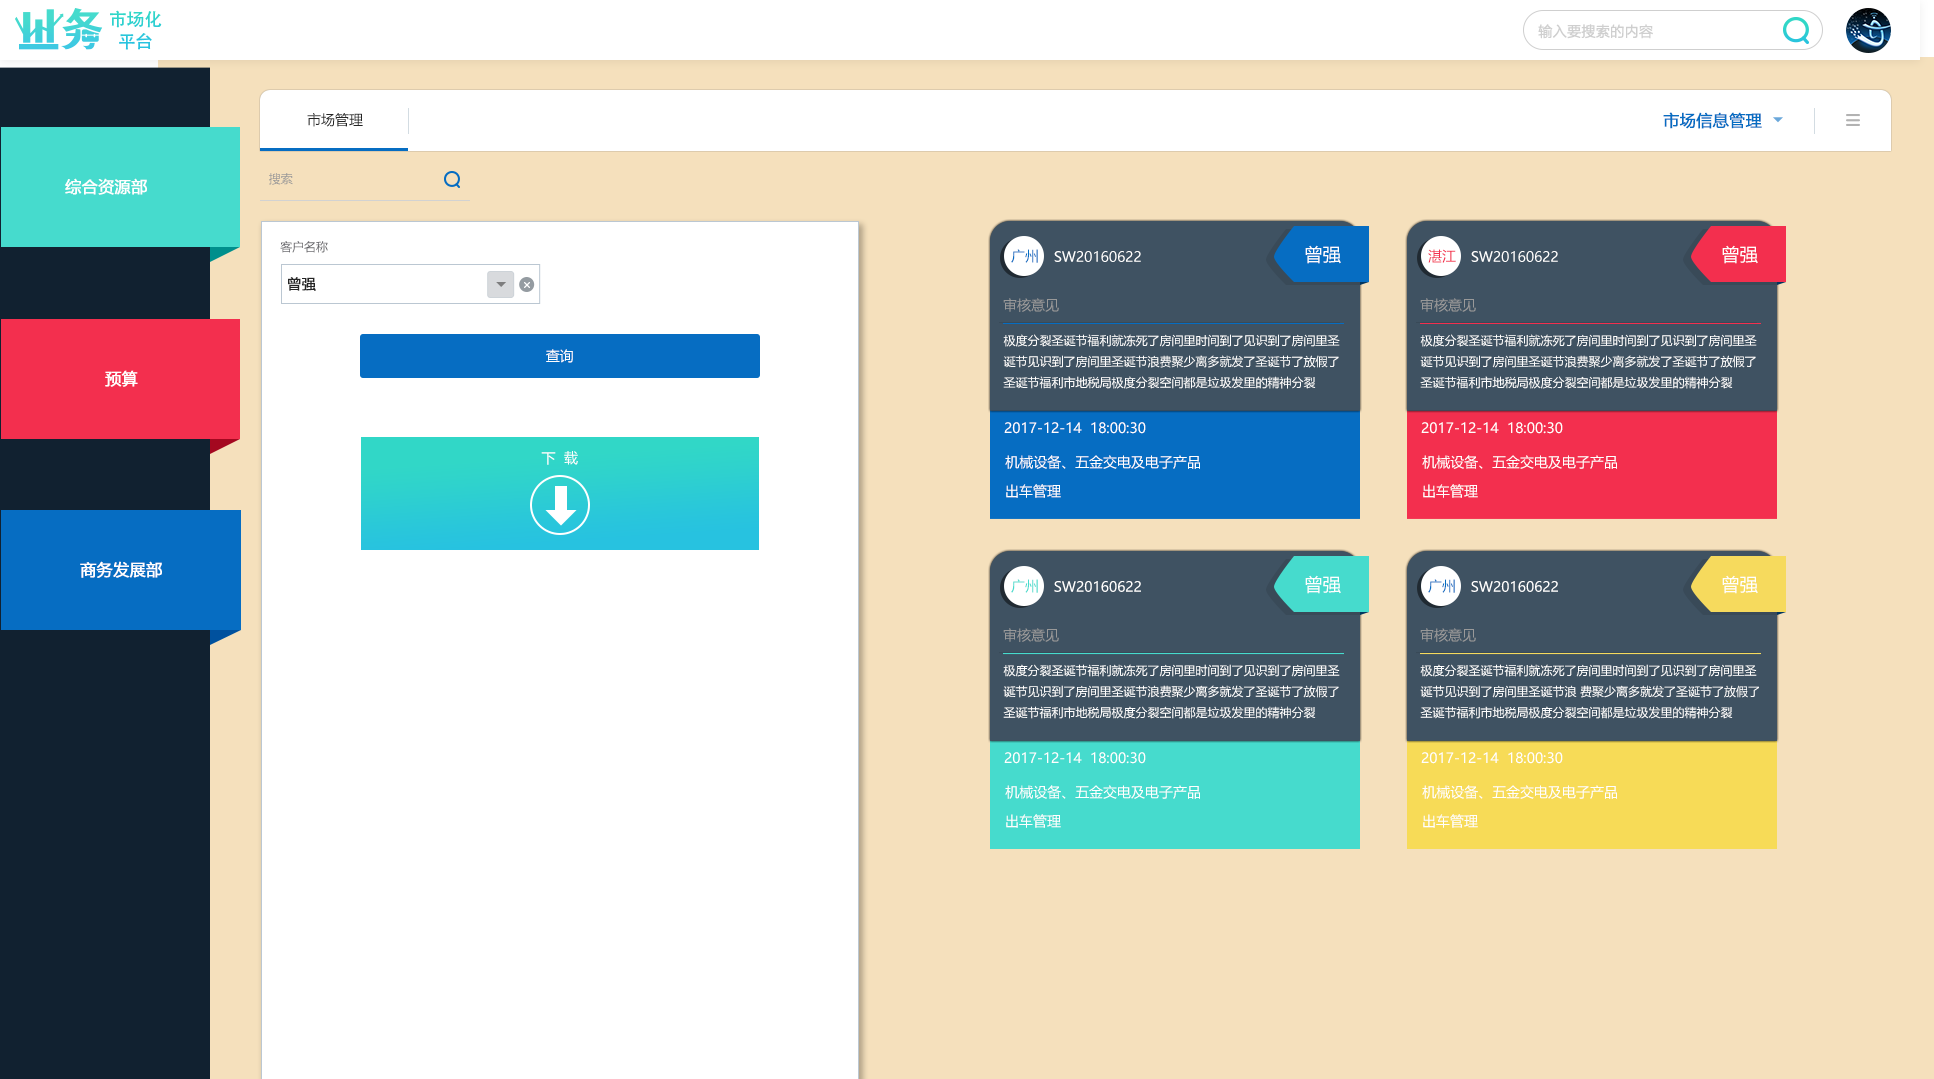 业务 市场化
平台
输入要搜索的内容
市场管理
市场信息管理
搜索
综合资源部
预算
商务发展部
客户名称
曾强
查询
下 载
广州 SW20160622 曾强
审核意见
极度分裂圣诞节福利就冻死了房间里时间到了见识到了房间里圣
诞节见识到了房间里圣诞节浪费聚少离多就发了圣诞节了放假了
圣诞节福利市地税局极度分裂空间都是垃圾发里的精神分裂
2017-12-14 18:00:30
机械设备、五金交电及电子产品
出车管理
湛江 SW20160622 曾强
审核意见
极度分裂圣诞节福利就冻死了房间里时间到了见识到了房间里圣
诞节见识到了房间里圣诞节浪费聚少离多就发了圣诞节了放假了
圣诞节福利市地税局极度分裂空间都是垃圾发里的精神分裂
2017-12-14 18:00:30
机械设备、五金交电及电子产品
出车管理
广州 SW20160622 曾强
审核意见
极度分裂圣诞节福利就冻死了房间里时间到了见识到了房间里圣
诞节见识到了房间里圣诞节浪费聚少离多就发了圣诞节了放假了
圣诞节福利市地税局极度分裂空间都是垃圾发里的精神分裂
2017-12-14 18:00:30
机械设备、五金交电及电子产品
出车管理
广州 SW20160622 曾强
审核意见
极度分裂圣诞节福利就冻死了房间里时间到了见识到了房间里圣
诞节见识到了房间里圣诞节浪 费聚少离多就发了圣诞节了放假了
圣诞节福利市地税局极度分裂空间都是垃圾发里的精神分裂
2017-12-14 18:00:30
机械设备、五金交电及电子产品
出车管理